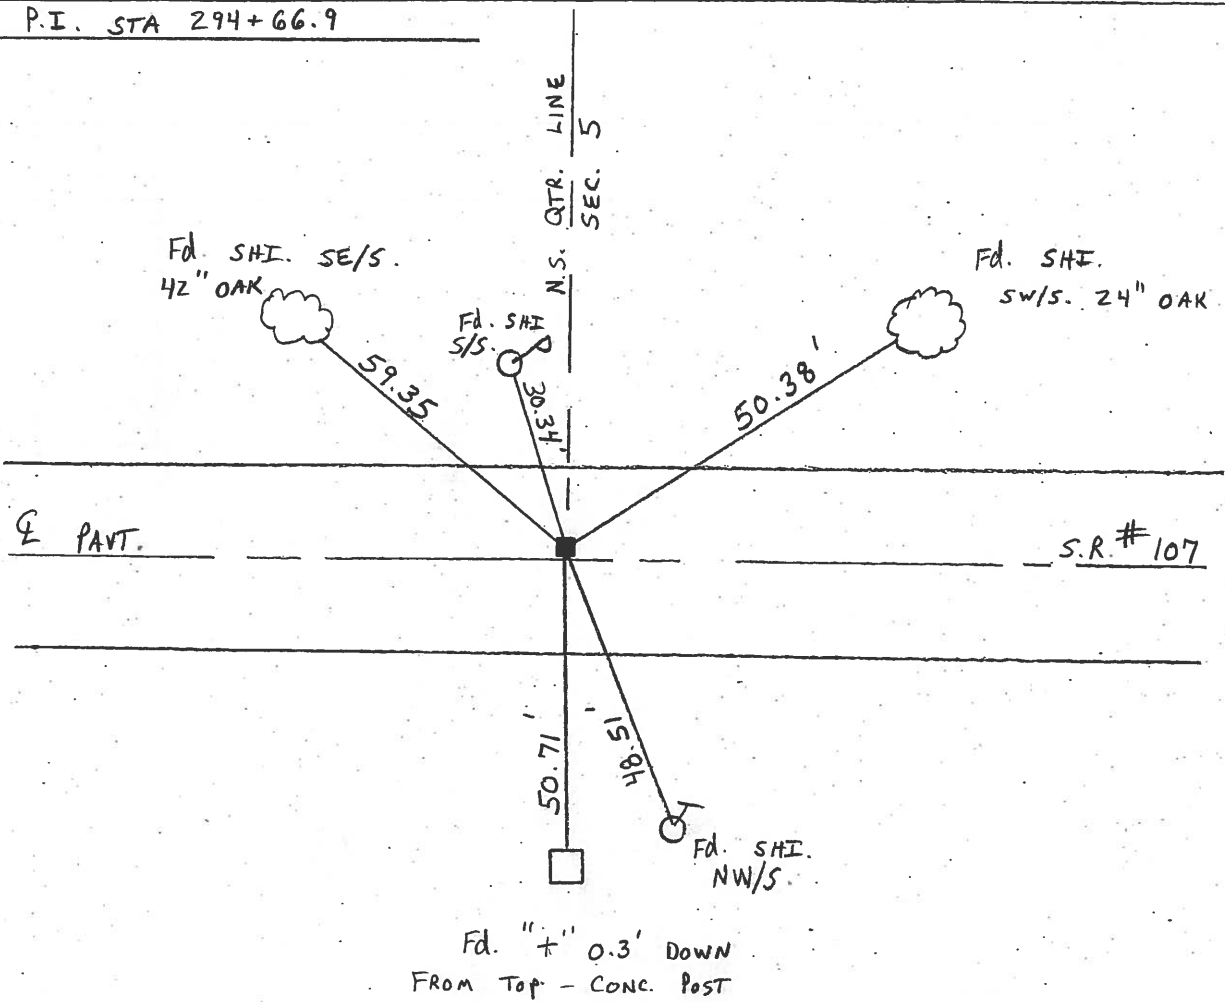 P.I. STA 294+66.9
N.S. QTR. LINE
SEC. 5
Fd. SHI. SE/S.
42" OAK
Fd. SHI
S/S.
Fd. SHI.
SW/S. 24" OAK
59.35
30.34'
50.38'
℄ PAVT.
S.R. # 107
50.71'
48.51'
Fd. SHI.
NW/S.
Fd. "+" 0.3' DOWN
FROM TOP - CONC. POST